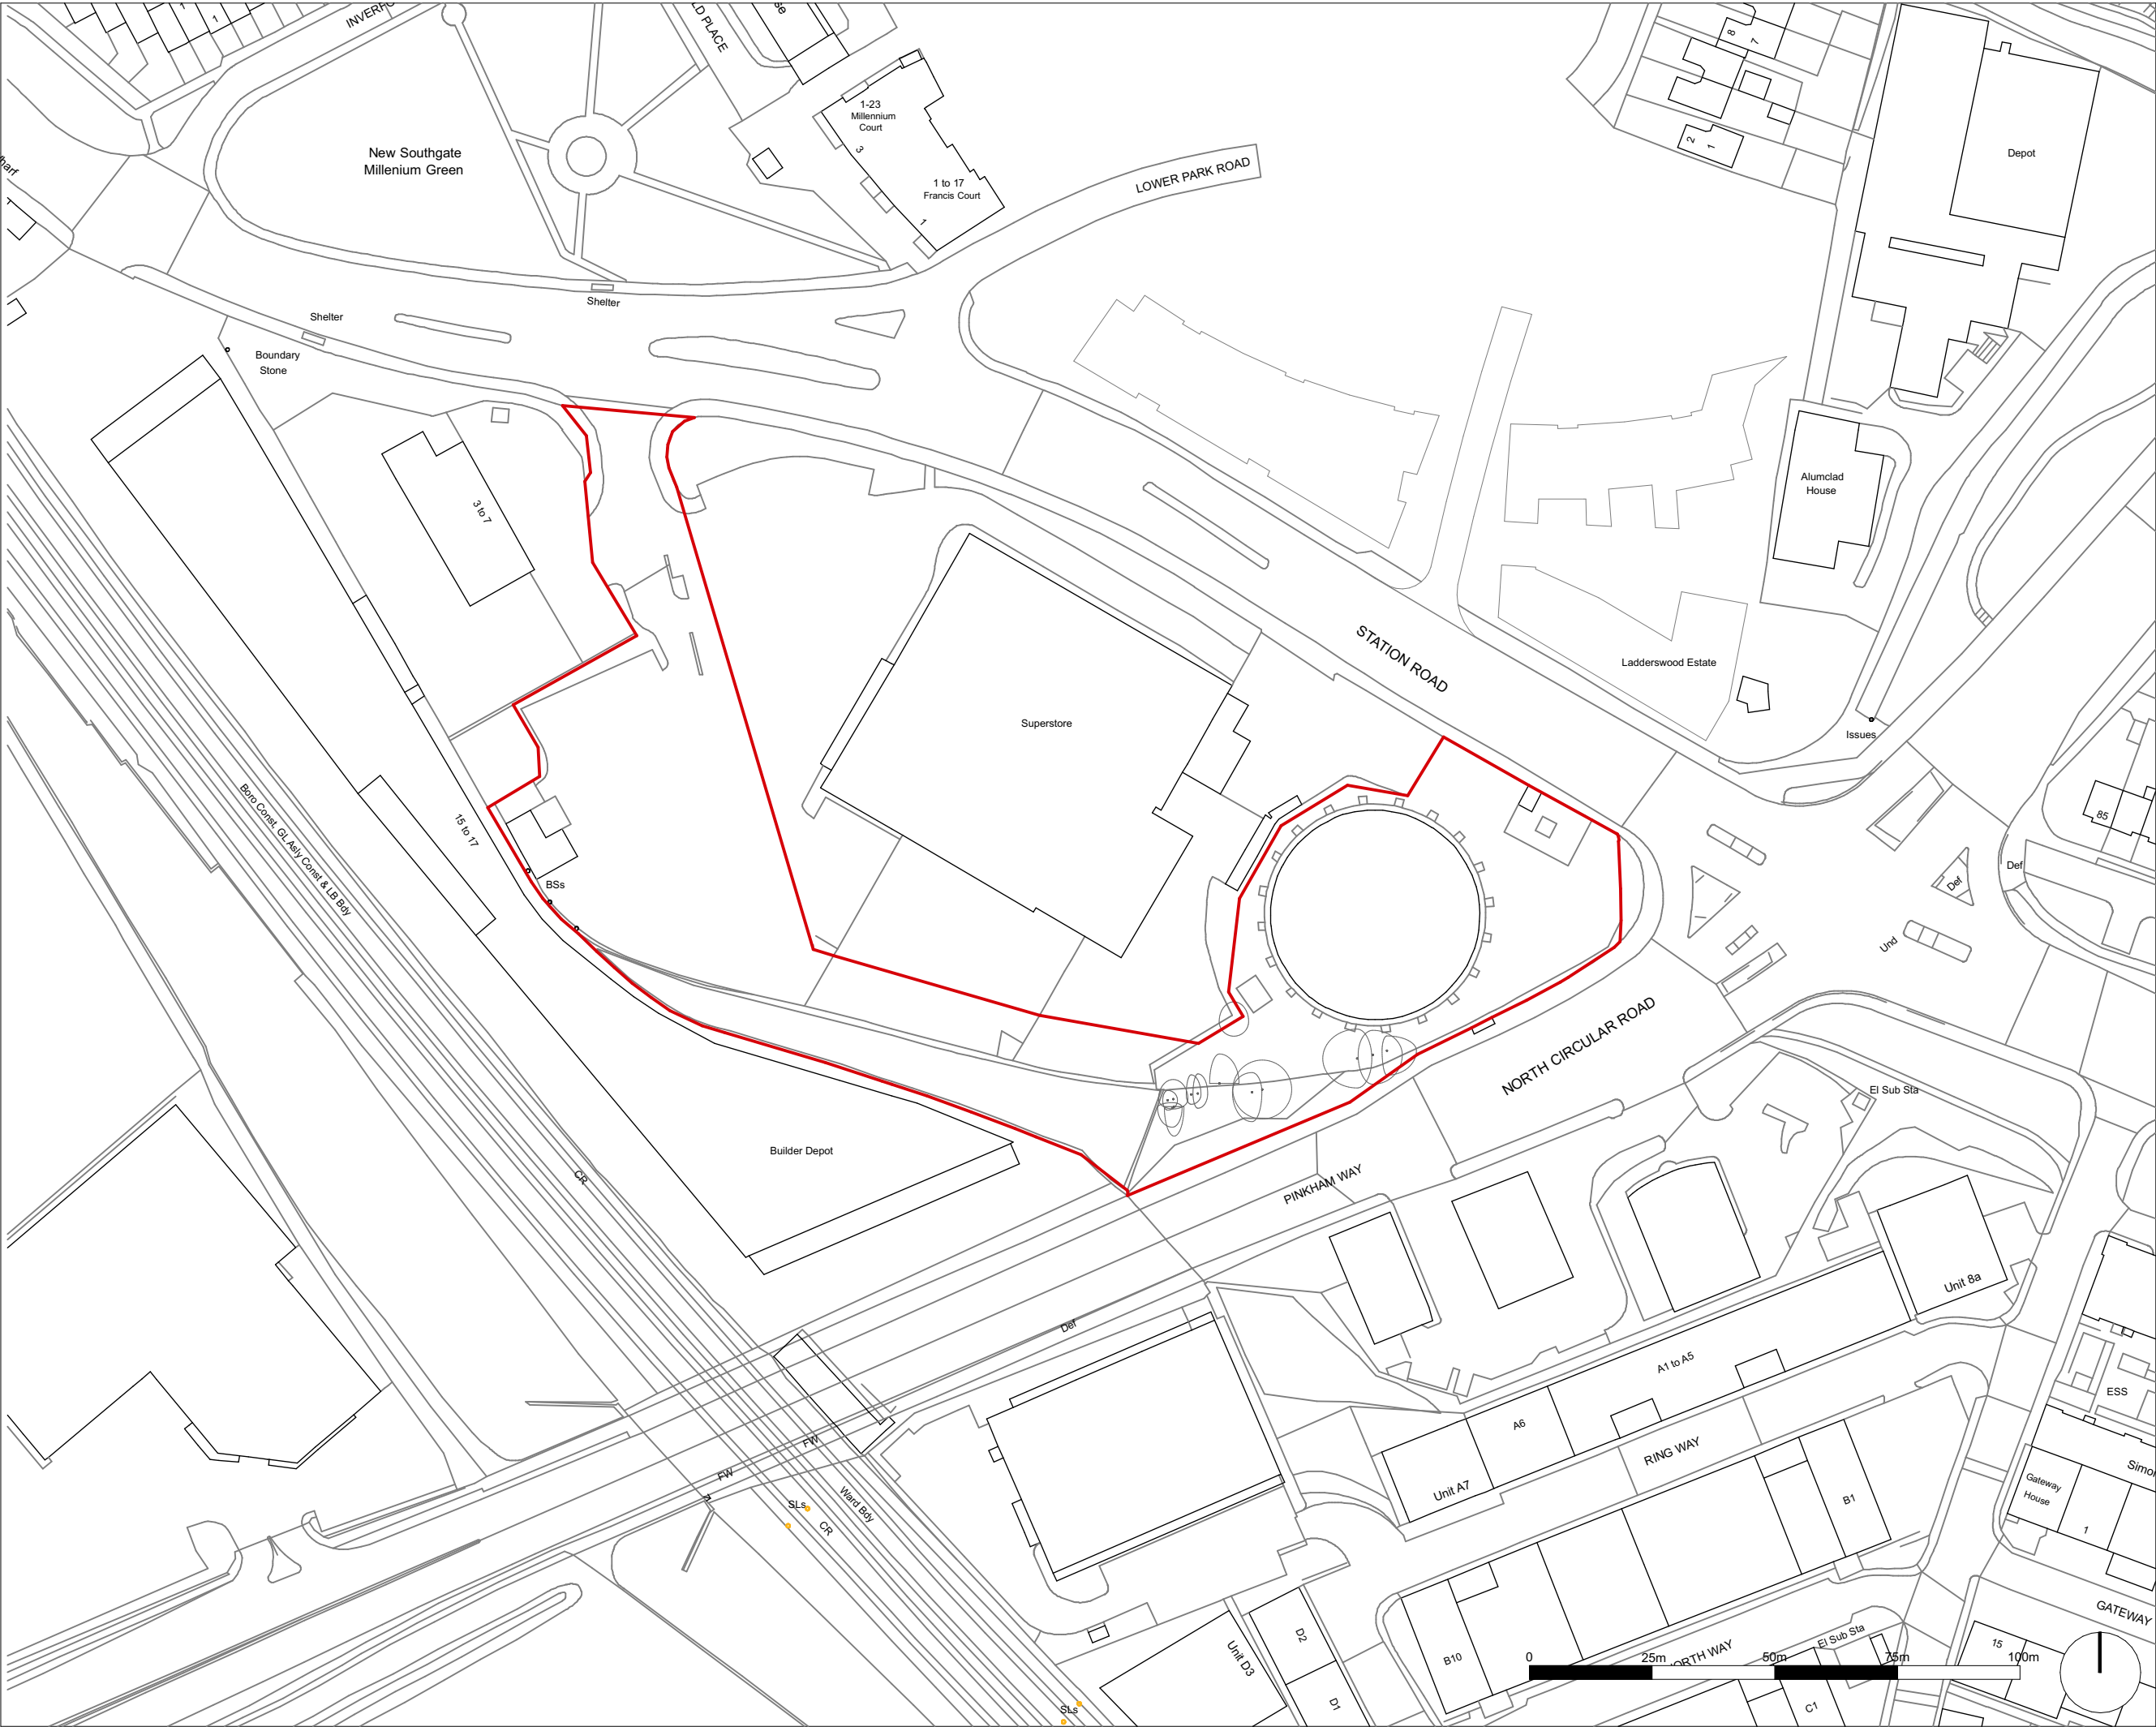 8
7
2
1
1-23
Millennium
Court
3
1 to 17
Francis Court
1
New Southgate
Millenium Green
LOWER PARK ROAD
Depot
Shelter
Shelter
Boundary
Stone
3 to 7
Alumclad
House
STATION ROAD
Ladderswood Estate
Issues
Superstore
15 to 17
BSs
Boro Const, GL Asly Const & LB Bdy
85
Def
Def
Und
NORTH CIRCULAR ROAD
El Sub Sta
Builder Depot
CR
PINKHAM WAY
Unit 8a
Def
A1 to A5
A6
Unit A7
RING WAY
B1
ESS
Gateway
House
1
FW
FW
SLs
CR
Ward Bdy
GATEWAY
D2
Unit D3
D1
B10
El Sub Sta
15
C1
SLs
0
25m
50m
75m
100m